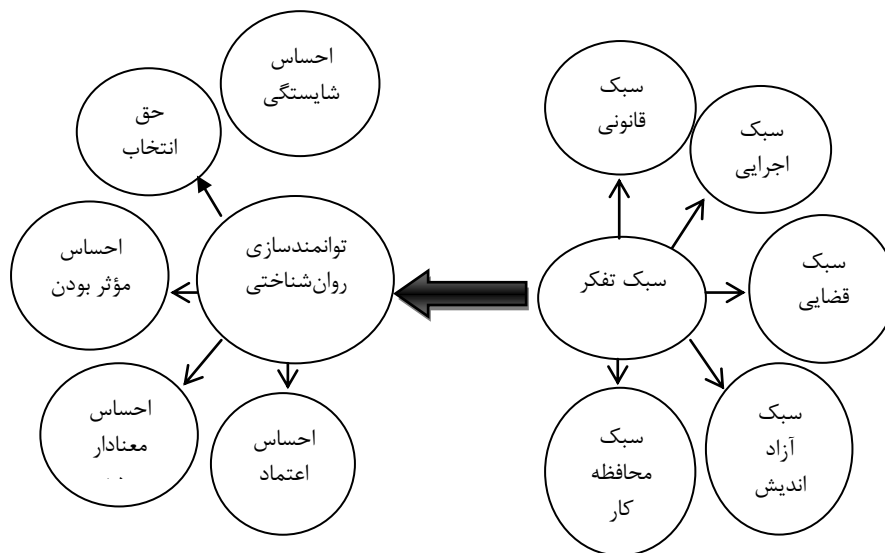 سبک
قانونی
سبک
اجرایی
سبک
قضایی
سبک تفکر
سبک
آزاد
اندیش
سبک
محافظه
کار
احساس
شایستگی
حق
انتخاب
توانمندسازی
روان‌شناختی
احساس
مؤثر بودن
احساس
معنادار
احساس
اعتماد